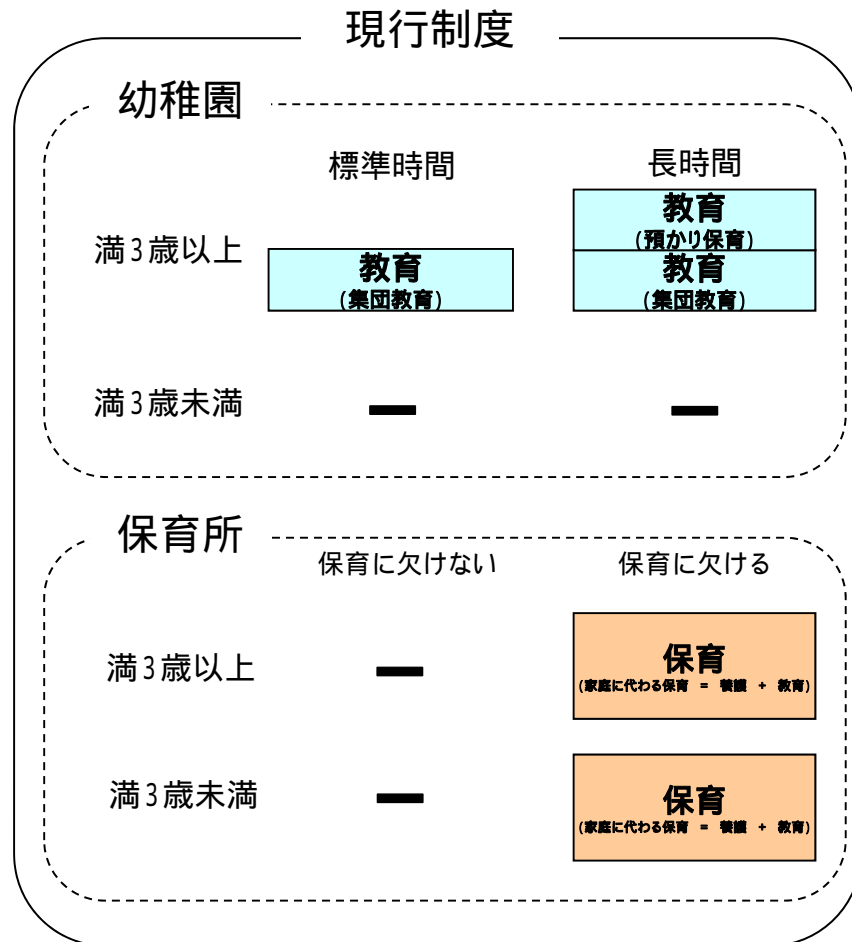 現行制度
幼稚園
標準時間 長時間
満3歳以上
教育
(預かり保育)
教育
(集団教育)
教育
(集団教育)
満3歳未満 ー ー
保育所
保育に欠けない 保育に欠ける
満3歳以上 ー
保育
(家庭に代わる保育 = 養護 + 教育)
満3歳未満 ー
保育
(家庭に代わる保育 = 養護 + 教育)